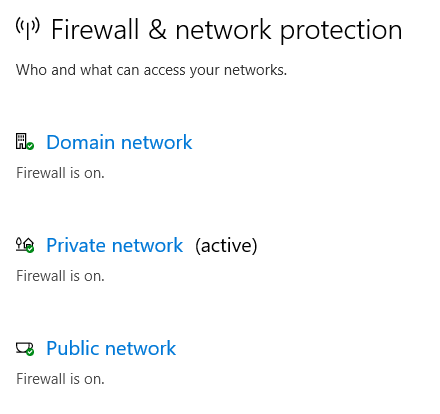 Firewall & network protection
Who and what can access your networks.
Domain network
Firewall is on.
Private network (active)
Firewall is on.
Public network
Firewall is on.